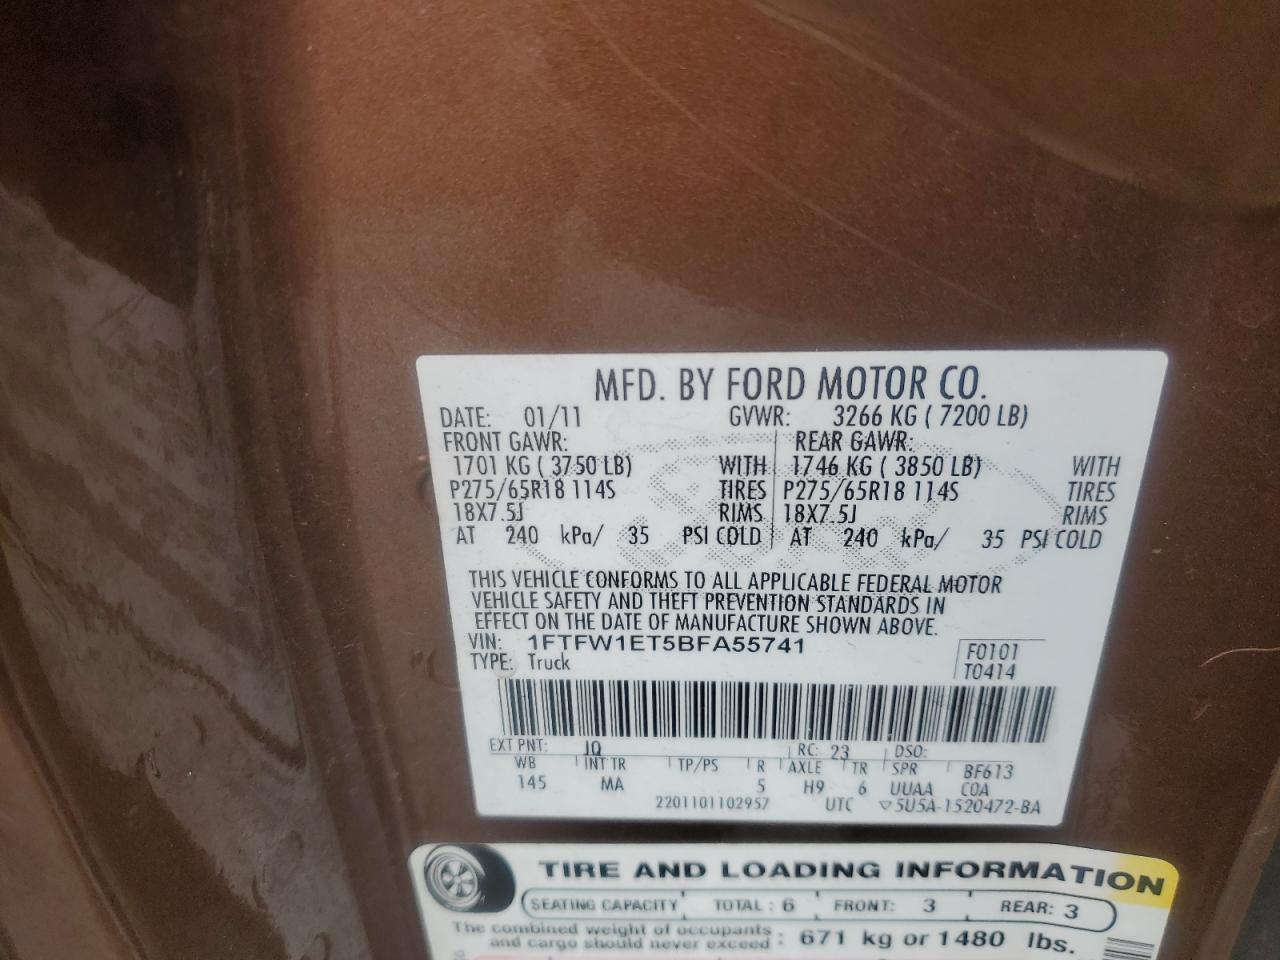 MFD. BY FORD MOTOR CO.
DATE: 01/11 GVWR: 3266 KG ( 7200 LB)
FRONT GAWR: REAR GAWR:
1701 KG ( 3750 LB) WITH 1746 KG ( 3850 LB) WITH
P275/65R18 114S TIRES P275/65R18 114S TIRES
18X7.5J RIMS 18X7.5J RIMS
AT 240 kPa/ 35 PSI COLD AT 240 kPa/ 35 PSI COLD
THIS VEHICLE CONFORMS TO ALL APPLICABLE FEDERAL MOTOR
VEHICLE SAFETY AND THEFT PREVENTION STANDARDS IN
EFFECT ON THE DATE OF MANUFACTURE SHOWN ABOVE.
VIN: 1FTFW1ET5BFA55741 F0101
TYPE: Truck T0414
EXT PNT: JQ RC: 23 DSO:
WB INT TR TP/PS R AXLE TR SPR BF613
145 MA 5 H9 6 UUAA COA
2201101102957 UTC ▽5U5A-1520472-BA
TIRE AND LOADING INFORMATION
SEATING CAPACITY TOTAL : 6 FRONT: 3 REAR: 3
The combined weight of occupants
and cargo should never exceed : 671 kg or 1480 lbs.